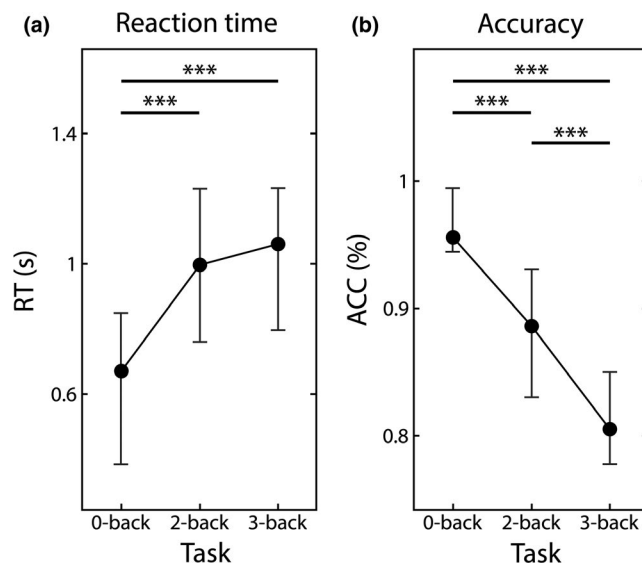 (a) Reaction time
***
***
1.4
1
0.6
RT (s)
0-back 2-back 3-back
Task
(b) Accuracy
***
***
***
1
0.9
0.8
ACC (%)
0-back 2-back 3-back
Task